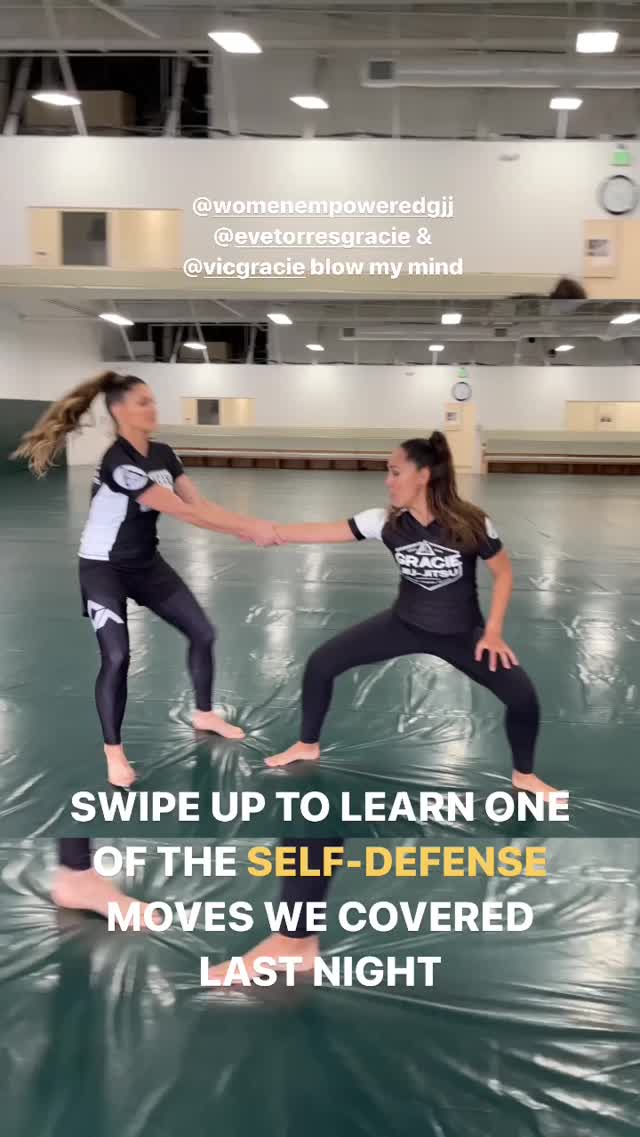 @womenempoweredgjj
@evetorresgracie &
@vicgracie blow my mind
GRACIE
JIU-JITSU
SWIPE UP TO LEARN ONE
OF THE SELF-DEFENSE
MOVES WE COVERED
LAST NIGHT